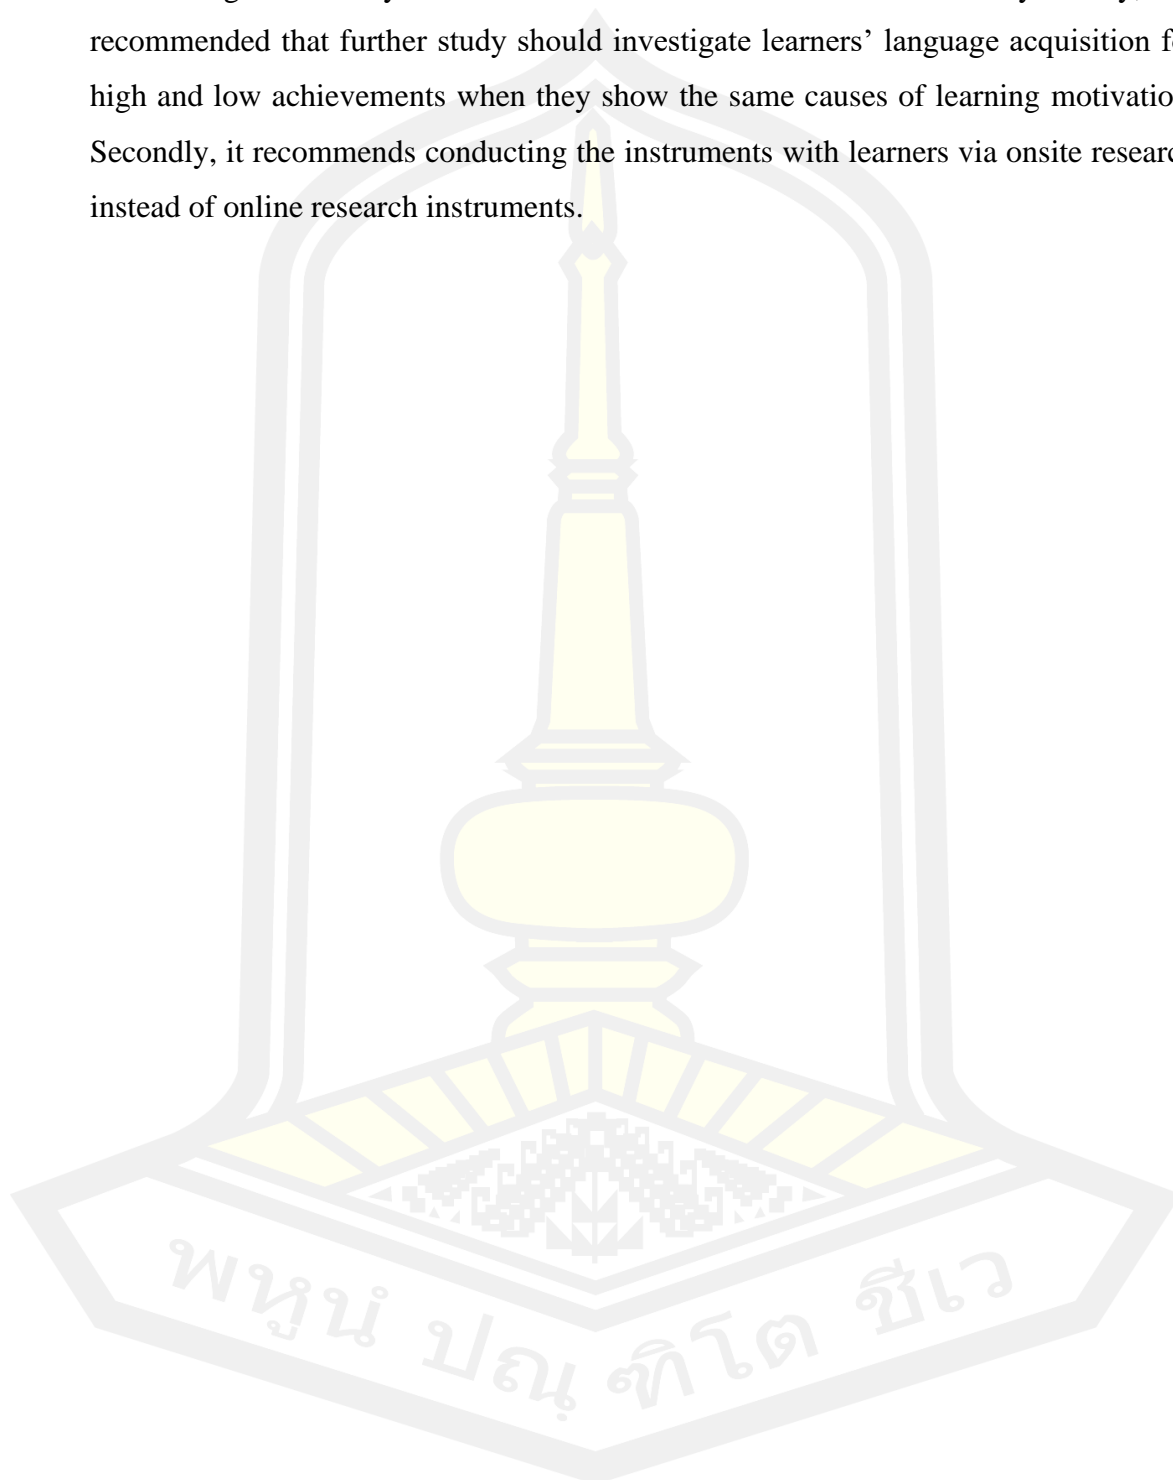 recommended that further study should investigate learners’ language acquisition
high and low achievements when they show the same causes of learning
Secondly, it recommends conducting the instruments with learners via onsite
instead of online research instruments.
พหูนํ ปณฺ ฑิโต ชีเว